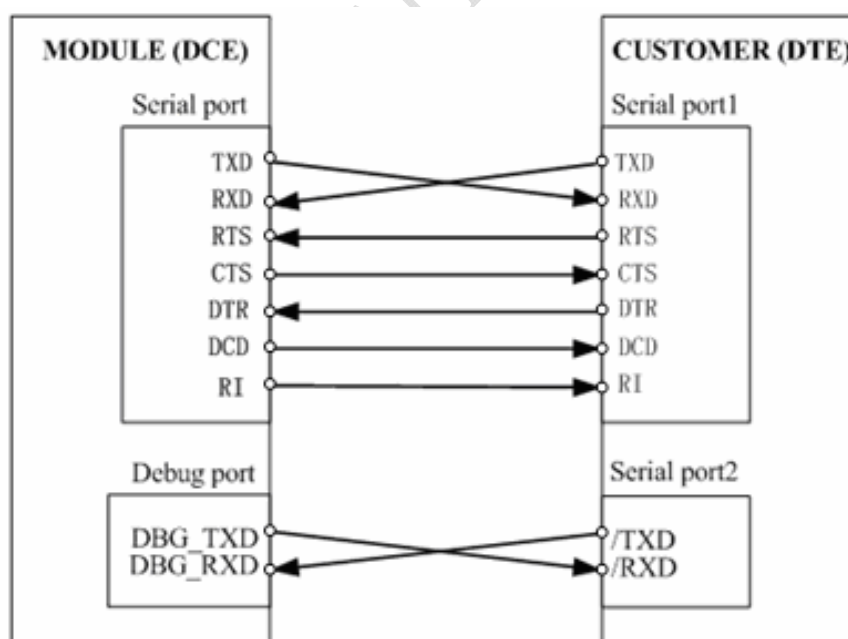 MODULE (DCE)
CUSTOMER (DTE)
Serial port
Serial port1
TXD
TXD
RXD
RXD
RTS
RTS
CTS
CTS
DTR
DTR
DCD
DCD
RI
RI
Debug port
Serial port2
DBG_TXD
/TXD
DBG_RXD
/RXD